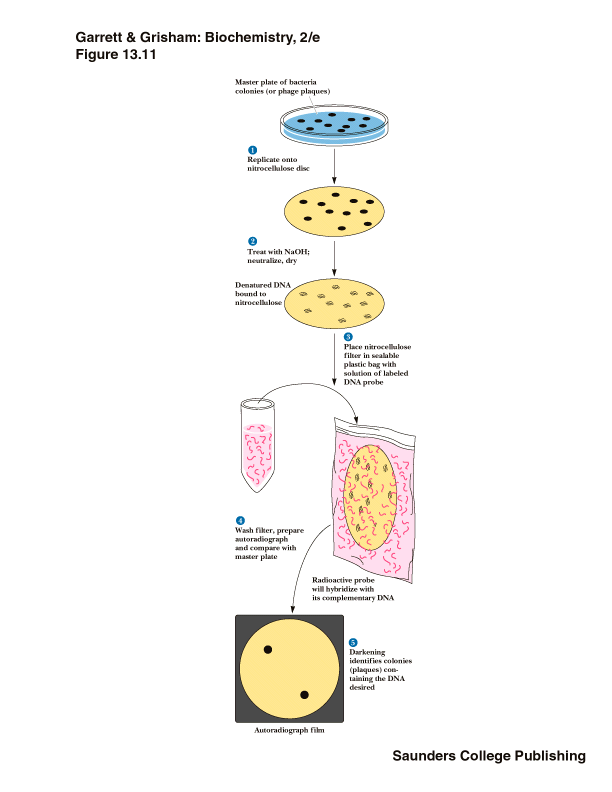 Garrett & Grisham: Biochemistry, 2/e
Figure 13.11
Master plate of bacteria
colonies (or phage plaques)
1
Replicate onto
nitrocellulose disc
2
Treat with NaOH;
neutralize, dry
Denatured DNA
bound to
nitrocellulose
3
Place nitrocellulose
filter in sealable
plastic bag with
solution of labeled
DNA probe
4
Wash filter, prepare
autoradiograph
and compare with
master plate
Radioactive probe
will hybridize with
its complementary DNA
5
Darkening
identifies colonies
(plaques) con-
taining the DNA
desired
Autoradiograph film
Saunders College Publishing